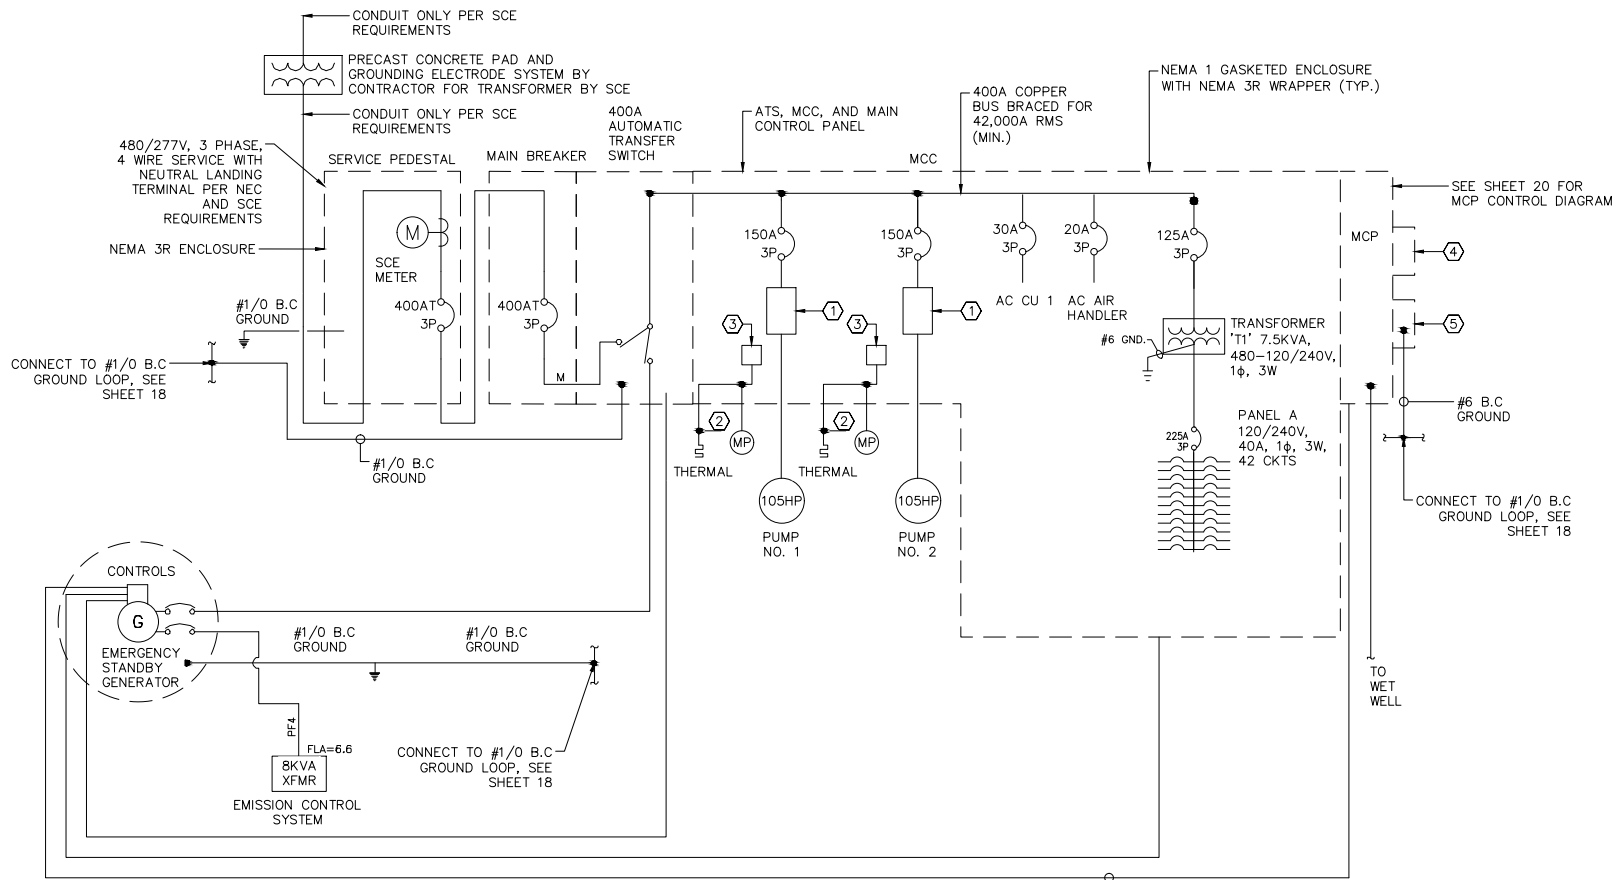 CONDUIT ONLY PER SCE
REQUIREMENTS
PRECAST CONCRETE PAD AND
GROUNDING ELECTRODE SYSTEM BY
CONTRACTOR FOR TRANSFORMER BY SCE
CONDUIT ONLY PER SCE
REQUIREMENTS
480/277V, 3 PHASE,
4 WIRE SERVICE WITH
NEUTRAL LANDING
TERMINAL PER NEC
AND SCE
REQUIREMENTS
NEMA 3R ENCLOSURE
SERVICE PEDESTAL
MAIN BREAKER
400A
AUTOMATIC
TRANSFER
SWITCH
ATS, MCC, AND MAIN
CONTROL PANEL
MCC
400A COPPER
BUS BRACED FOR
42,000A RMS
(MIN.)
NEMA 1 GASKETED ENCLOSURE
WITH NEMA 3R WRAPPER (TYP.)
SEE SHEET 20 FOR
MCP CONTROL DIAGRAM
MCP
4
5
M
SCE
METER
400AT
3P
400AT
3P
M
150A
3P
150A
3P
30A
3P
20A
3P
125A
3P
AC CU 1
AC AIR
HANDLER
1
1
3
3
2
2
MP
MP
THERMAL
THERMAL
105HP
105HP
PUMP
NO. 1
PUMP
NO. 2
#6 GND.
TRANSFORMER
'T1' 7.5KVA,
480-120/240V,
1ϕ, 3W
225A
3P
PANEL A
120/240V,
40A, 1ϕ, 3W,
42 CKTS
#6 B.C
GROUND
CONNECT TO #1/0 B.C
GROUND LOOP, SEE
SHEET 18
TO
WET
WELL
#1/0 B.C
GROUND
CONNECT TO #1/0 B.C
GROUND LOOP, SEE
SHEET 18
#1/0 B.C
GROUND
CONTROLS
G
EMERGENCY
STANDBY
GENERATOR
#1/0 B.C
GROUND
#1/0 B.C
GROUND
PF4
FLA=6.6
8KVA
XFMR
EMISSION CONTROL
SYSTEM
CONNECT TO #1/0 B.C
GROUND LOOP, SEE
SHEET 18